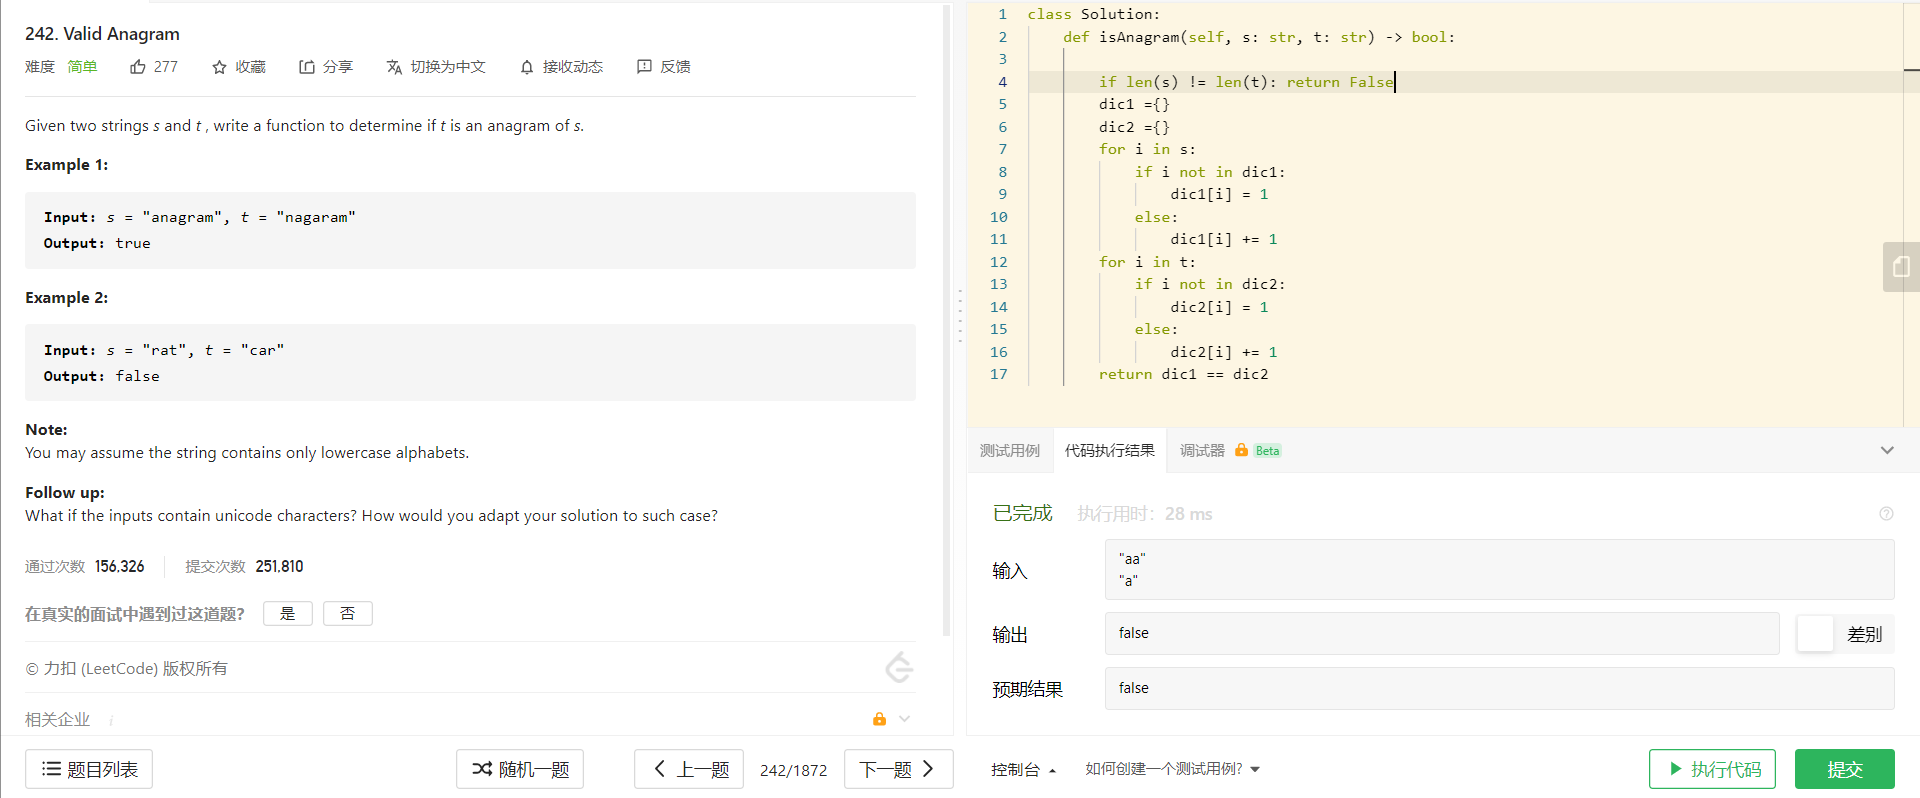 242. Valid Anagram
难度 简单 277 收藏 分享 切换为中文 接收动态 反馈
Given two strings s and t , write a function to determine if t is an anagram of s.
Example 1:
Input: s = "anagram", t = "nagaram"
Output: true
Example 2:
Input: s = "rat", t = "car"
Output: false
Note:
You may assume the string contains only lowercase alphabets.
Follow up:
What if the inputs contain unicode characters? How would you adapt your solution to such case?
通过次数 156,326 提交次数 251,810
在真实的面试中遇到过这道题? 是 否
© 力扣 (LeetCode) 版权所有
相关企业 i
题目列表 随机一题 上一题 242/1872 下一题
1 class Solution:
2 def isAnagram(self, s: str, t: str) -> bool:
3
4 if len(s) != len(t): return False
5 dic1 ={}
6 dic2 ={}
7 for i in s:
8 if i not in dic1:
9 dic1[i] = 1
10 else:
11 dic1[i] += 1
12 for i in t:
13 if i not in dic2:
14 dic2[i] = 1
15 else:
16 dic2[i] += 1
17 return dic1 == dic2
测试用例 代码执行结果 调试器 Beta
已完成 执行用时: 28 ms
输入
"aa"
"a"
输出 false 差别
预期结果 false
控制台 如何创建一个测试用例? 执行代码 提交